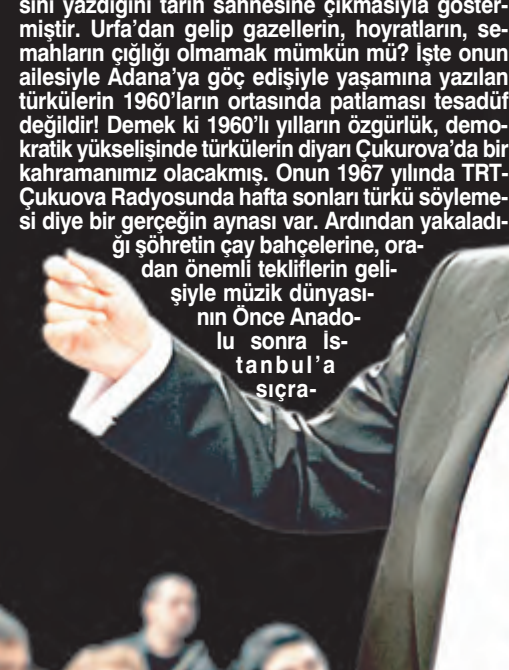 sini yazdığını tarih sahnesine çıkmasıyla göster-
miştir. Urfa'dan gelip gazellerin, hoyratların, se-
mahların çığlığı olmamak mümkün mü? İşte onun
ailesiyle Adana'ya göç edişiyle yaşamına yazılan
türkülerin 1960'ların ortasında patlaması tesadüf
değildir! Demek ki 1960'lı yılların özgürlük, demo-
kratik yükselişinde türkülerin diyarı Çukurova'da bir
kahramanımız olacakmış. Onun 1967 yılında TRT-
Çukuova Radyosunda hafta sonları türkü söyleme-
si diye bir gerçeğin aynası var. Ardından yakaladı-
ğı şöhretin çay bahçelerine, ora-
dan önemli tekliflerin geli-
şiyle müzik dünyası-
nın Önce Anado-
lu sonra İs-
tanbul'a
sıçra-